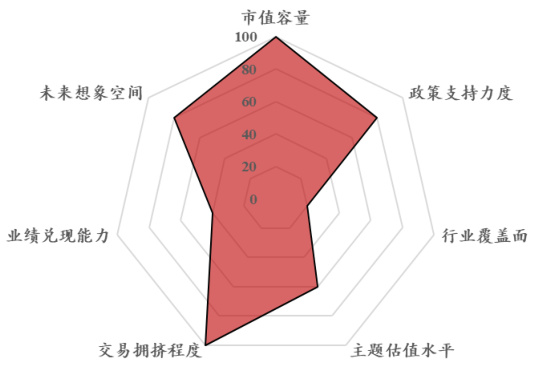 市值容量
100
80
60
40
20
0
未来想象空间
政策支持力度
业绩兑现能力
行业覆盖面
交易拥挤程度
主题估值水平